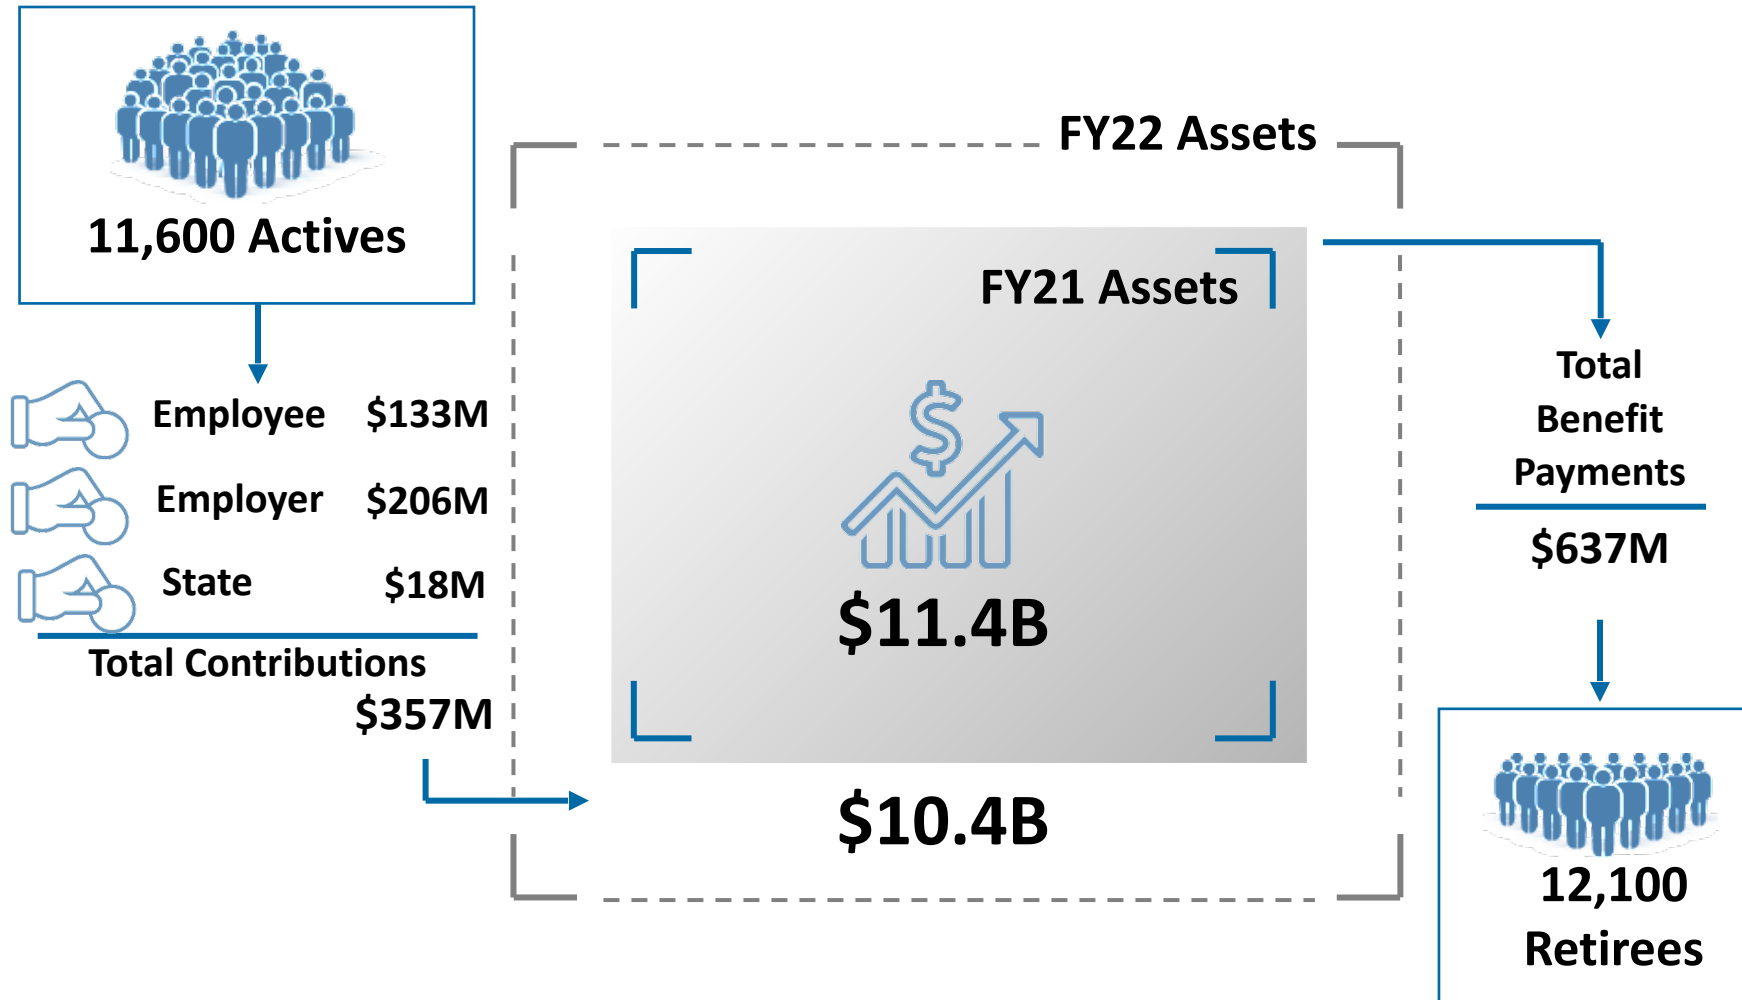 11,600 Actives
Employee $133M
Employer $206M
State $18M
Total Contributions
$357M
FY22 Assets
FY21 Assets
$11.4B
$10.4B
Total
Benefit
Payments
$637M
12,100
Retirees